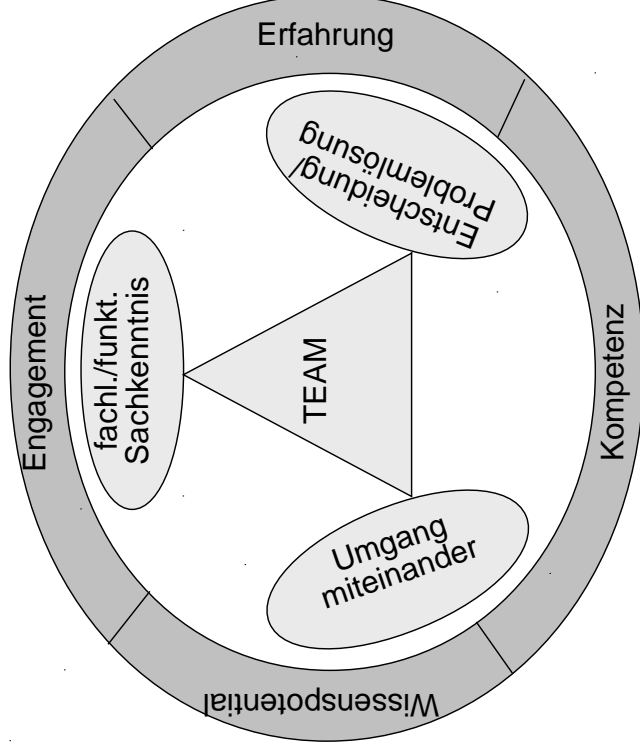 Erfahrung
Entscheidung/
Problemlösung
Engagement
fachl./funkt.
Sachkenntnis
TEAM
Kompetenz
Umgang
miteinander
Wissenspotential